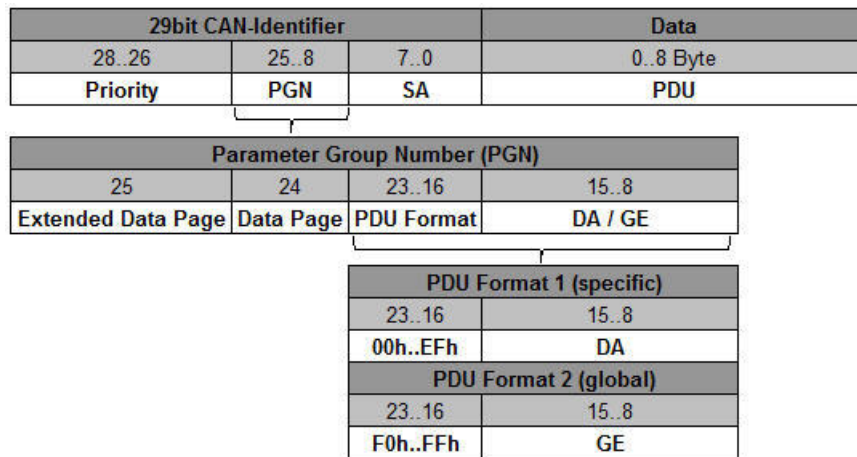 29bit CAN-Identifier Data
28..26 25..8 7..0 0..8 Byte
Priority PGN SA PDU
Parameter Group Number (PGN)
25 24 23..16 15..8
Extended Data Page Data Page PDU Format DA / GE
PDU Format 1 (specific)
23..16 15..8
00h..EFh DA
PDU Format 2 (global)
23..16 15..8
F0h..FFh GE